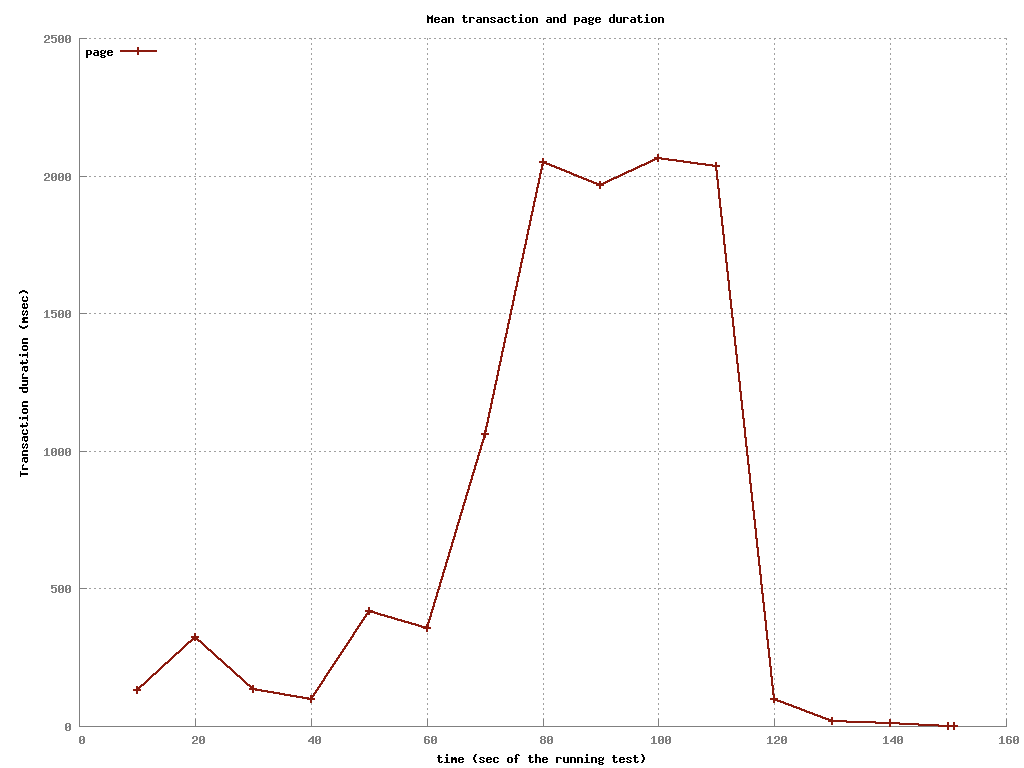 Mean transaction and page duration
page
2500
2000
1500
1000
500
0
Transaction duration (msec)
0 20 40 60 80 100 120 140 160
time (sec of the running test)